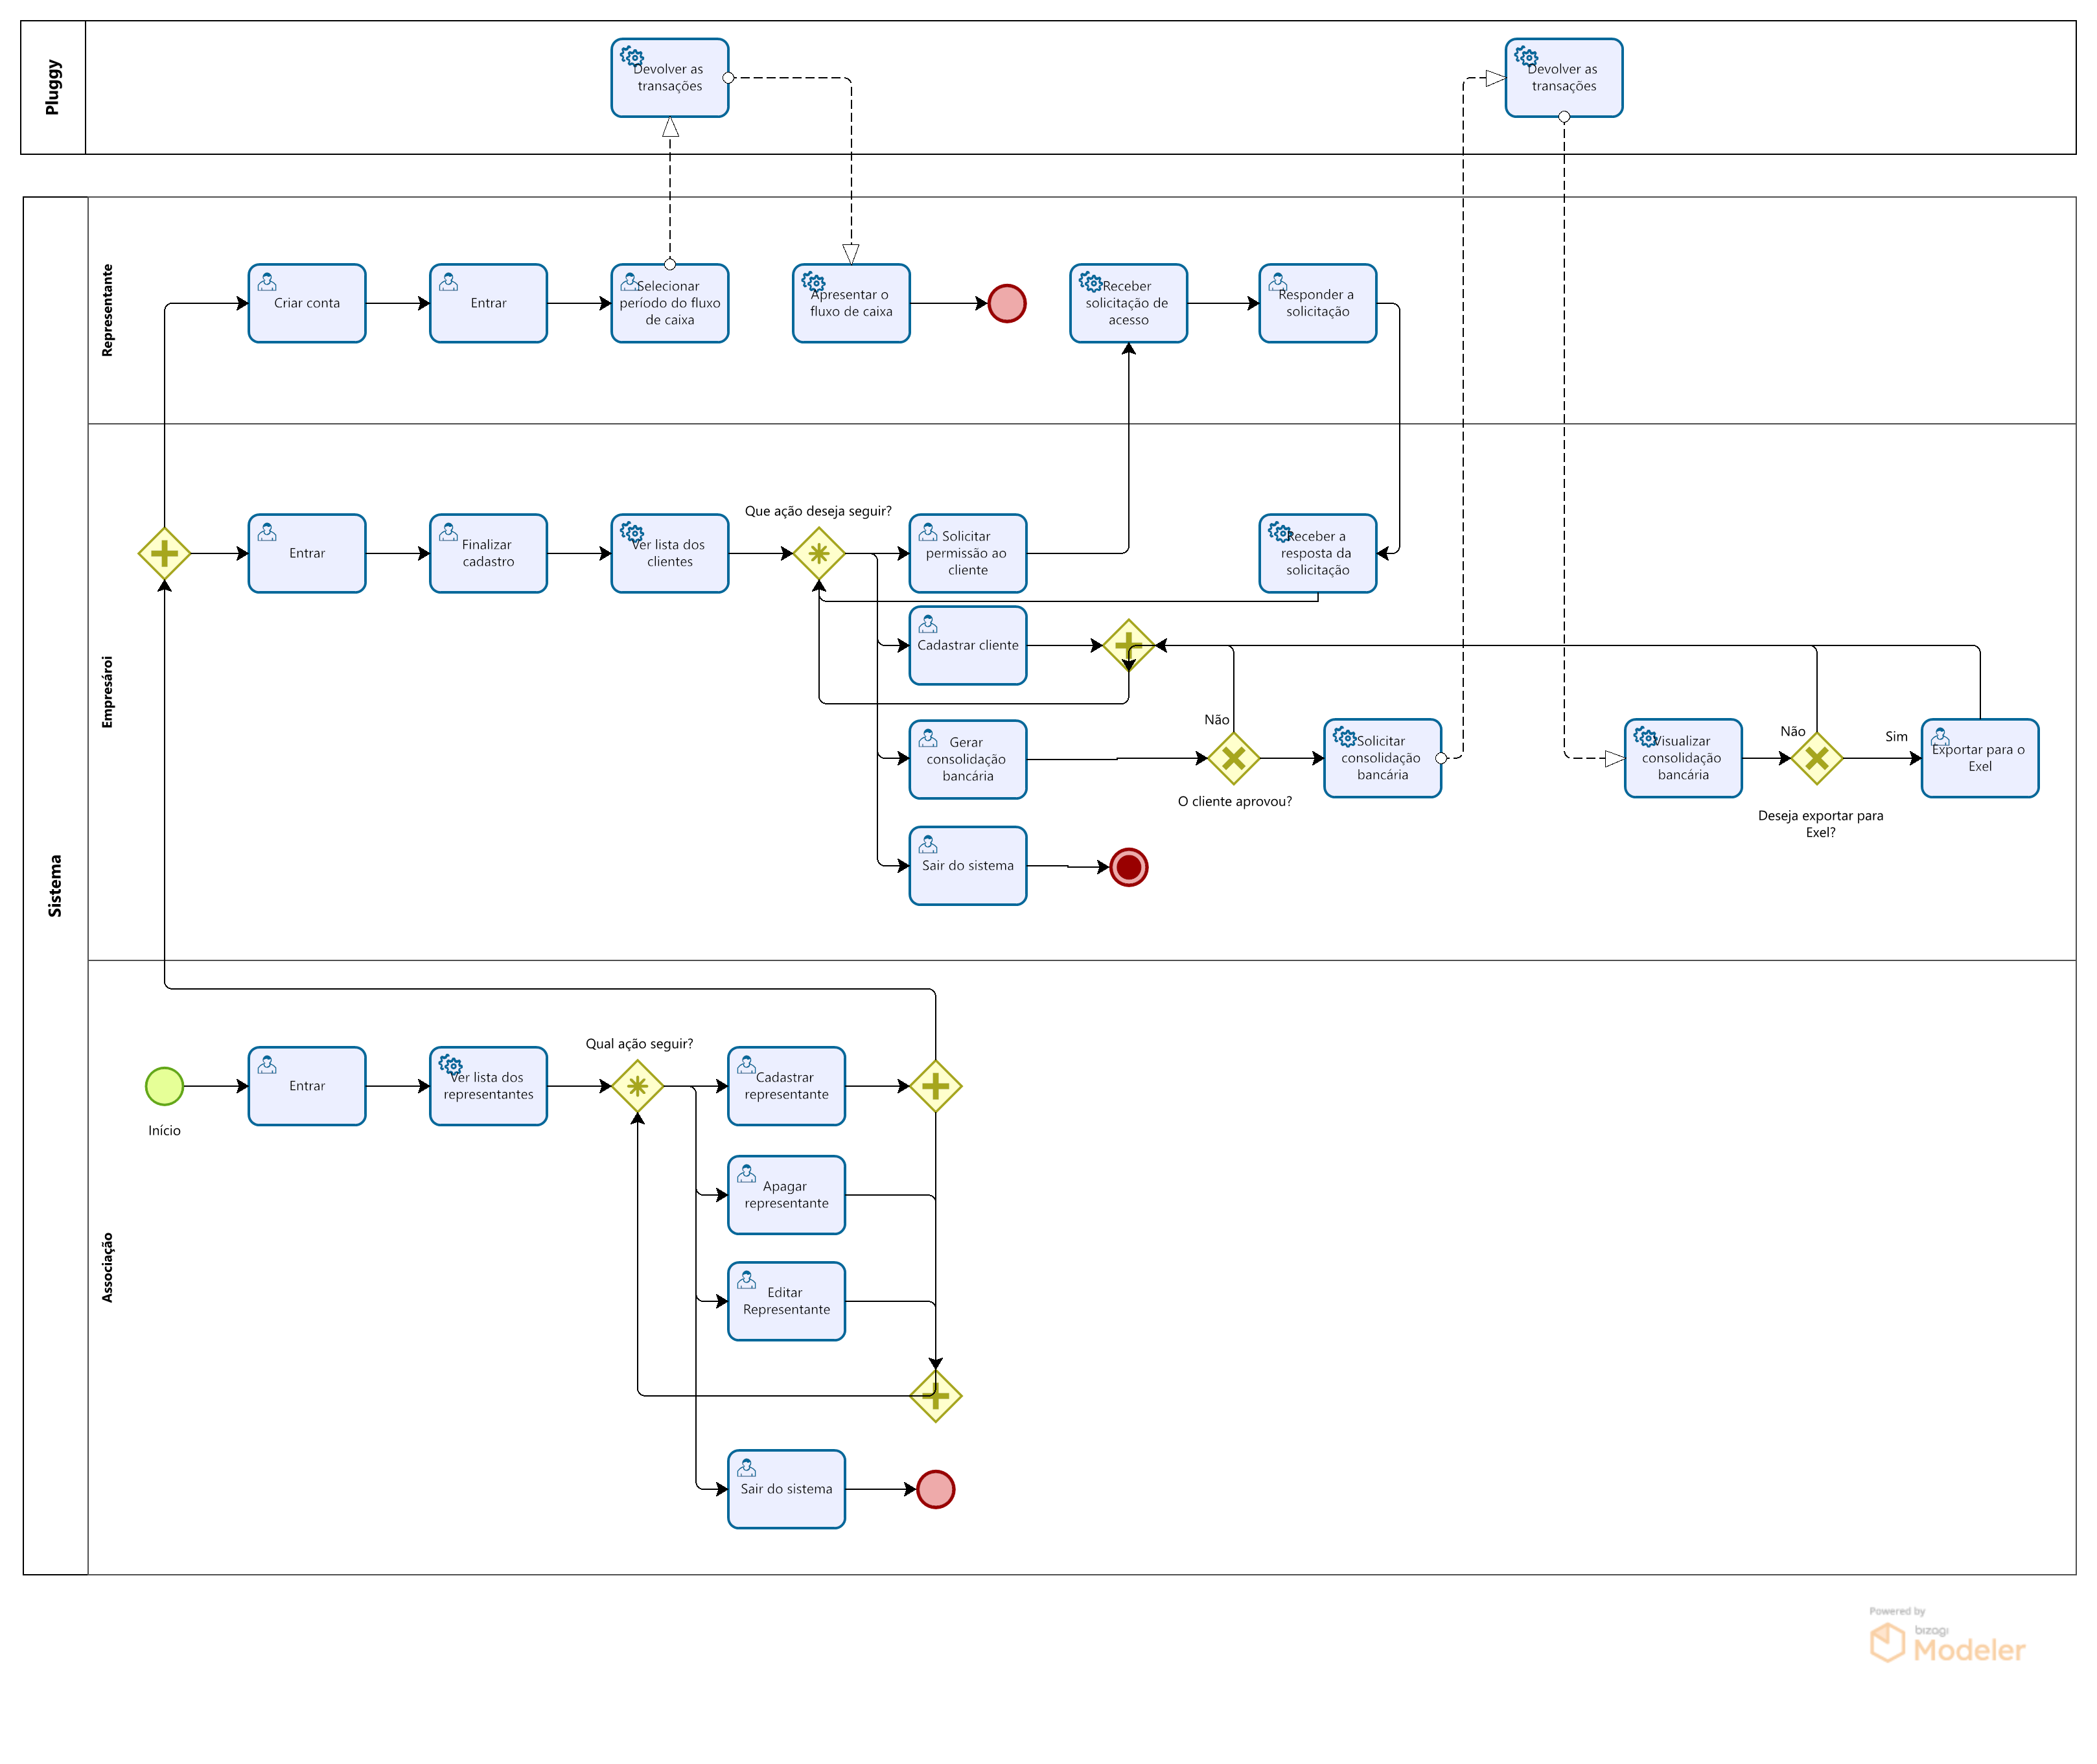 Pluggy
Devolver as
transações
Devolver as
transações
Sistema
Representante
Criar conta
Entrar
Selecionar
período do fluxo
de caixa
Apresentar o
fluxo de caixa
Receber
solicitação de
acesso
Responder a
solicitação
Empresároi
Entrar
Finalizar
cadastro
Ver lista dos
clientes
Que ação deseja seguir?
Solicitar
permissão ao
cliente
Receber a
resposta da
solicitação
Cadastrar cliente
Gerar
consolidação
bancária
Não
O cliente aprovou?
Solicitar
consolidação
bancária
Visualizar
consolidação
bancária
Não
Sim
Deseja exportar para
Exel?
Exportar para o
Exel
Sair do sistema
Associação
Início
Entrar
Ver lista dos
representantes
Qual ação seguir?
Cadastrar
representante
Apagar
representante
Editar
Representante
Sair do sistema
Powered by
bizagi
Modeler